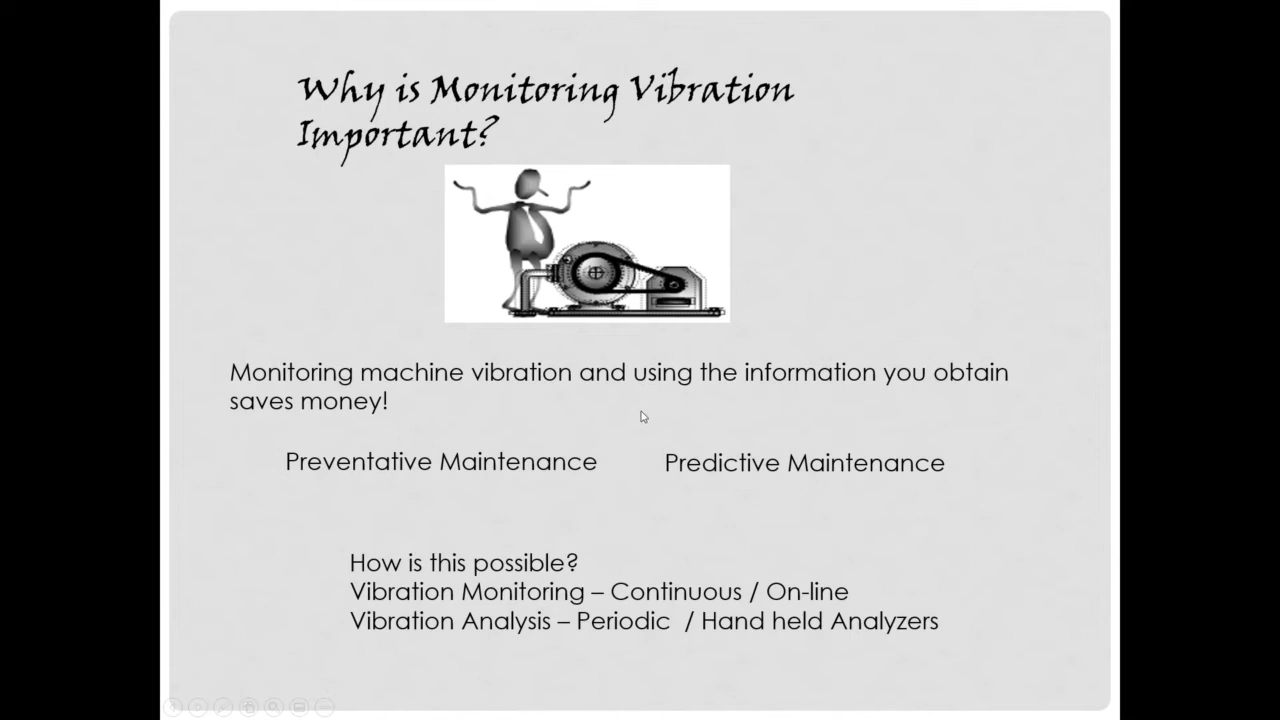 Why is Monitoring Vibration
Important?
Monitoring machine vibration and using the information you obtain
saves money!
Preventative Maintenance
Predictive Maintenance
How is this possible?
Vibration Monitoring – Continuous / On-line
Vibration Analysis – Periodic / Hand held Analyzers